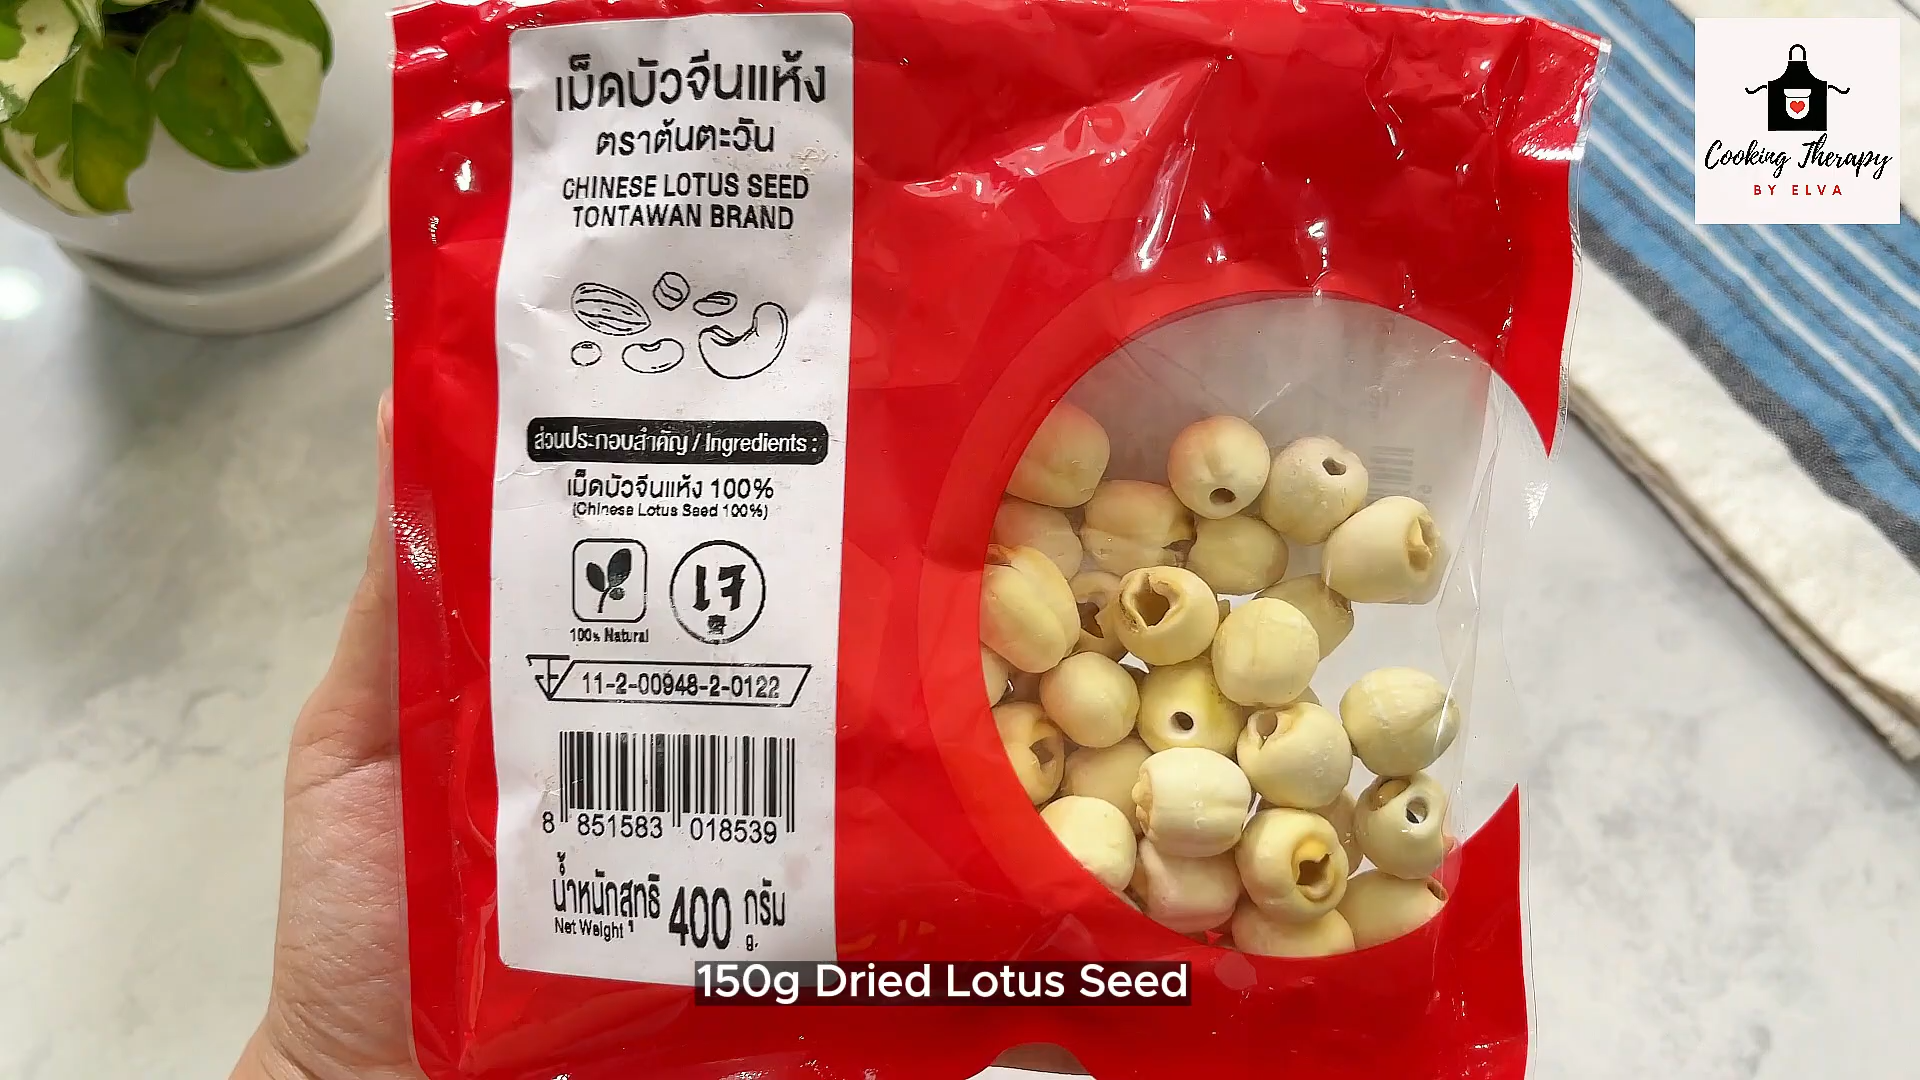 เม็ดบัวจีนแห้ง
ตราต้นตะวัน
CHINESE LOTUS SEED
TONTAWAN BRAND
ส่วนประกอบสำคัญ / Ingredients :
เม็ดบัวจีนแห้ง 100%
(Chinese Lotus Seed 100%)
100% Natural
เจ
齋
11-2-00948-2-0122
8 851583 018539
น้ำหนักสุทธิ 400 กรัม
Net Weight g.
150g Dried Lotus Seed
Cooking Therapy
BY ELVA